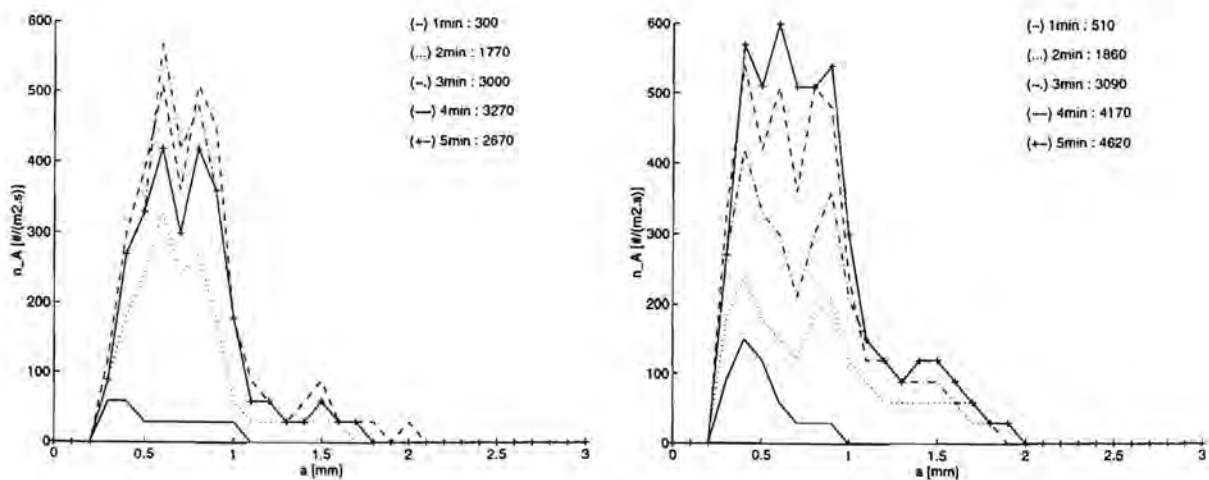 600
500
400
300
200
100
0
n_A [#/(m2.s)]
0
0.5
1
1.5
2
2.5
3
a [mm]
(--) 1min : 300
(...) 2min : 1770
(-.) 3min : 3000
(—) 4min : 3270
(+-) 5min : 2670
600
500
400
300
200
100
0
n_A [#/(m2.s)]
0
0.5
1
1.5
2
2.5
3
a [mm]
(--) 1min : 510
(...) 2min : 1860
(-.) 3min : 3090
(—) 4min : 4170
(+-) 5min : 4620